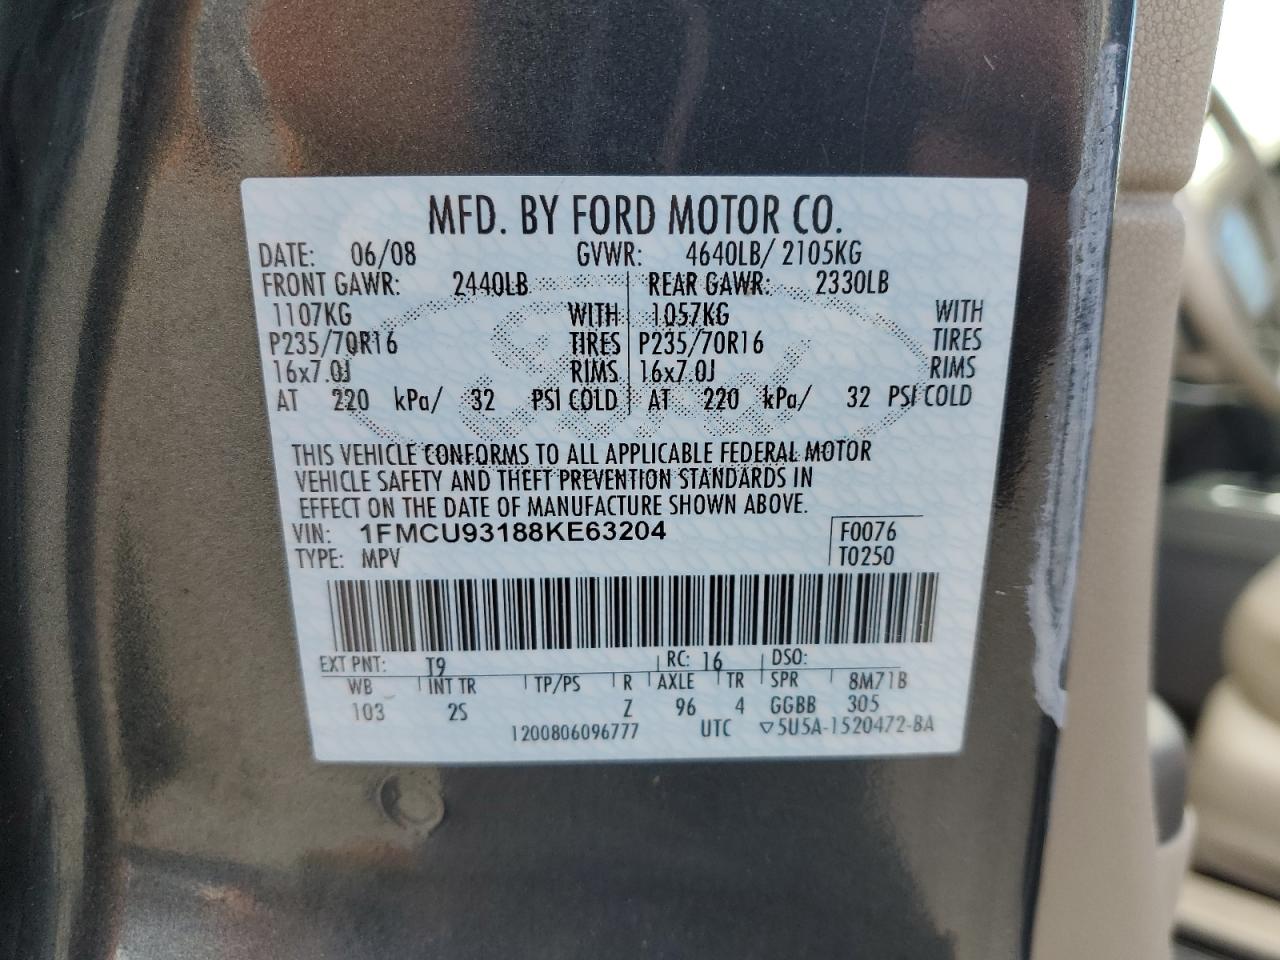 MFD. BY FORD MOTOR CO.
DATE: 06/08 GVWR: 4640LB/ 2105KG
FRONT GAWR: 2440LB REAR GAWR: 2330LB
1107KG WITH 1057KG WITH
P235/70R16 TIRES P235/70R16 TIRES
16x7.0J RIMS 16x7.0J RIMS
AT 220 kPa/ 32 PSI COLD AT 220 kPa/ 32 PSI COLD
THIS VEHICLE CONFORMS TO ALL APPLICABLE FEDERAL MOTOR
VEHICLE SAFETY AND THEFT PREVENTION STANDARDS IN
EFFECT ON THE DATE OF MANUFACTURE SHOWN ABOVE.
VIN: 1FMCU93188KE63204 F0076
TYPE: MPV T0250
EXT PNT: T9 RC: 16 DSO:
WB INT TR TP/PS R AXLE TR SPR 8M71B
103 2S Z 96 4 GGBB 305
1200806096777 UTC ▽5U5A-1520472-BA